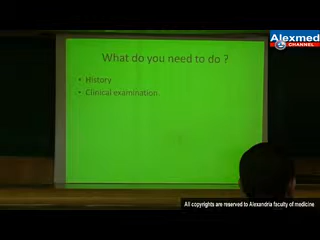 Alexmed
CHANNEL
What do you need to do ?
• History
• Clinical examination.
All copyrights are reserved to Alexandria faculty of medicine